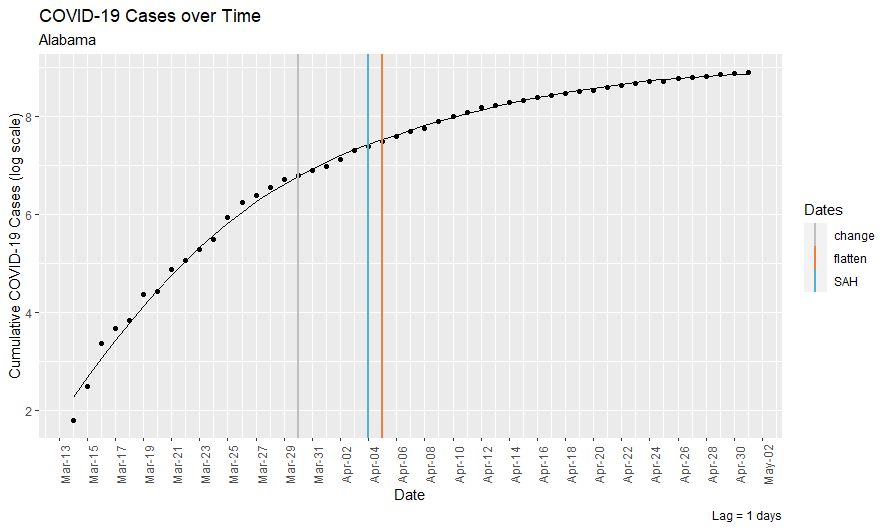 COVID-19 Cases over Time
Alabama
Cumulative COVID-19 Cases (log scale)
8
6
4
2
Mar-13
Mar-15
Mar-17
Mar-19
Mar-21
Mar-23
Mar-25
Mar-27
Mar-29
Mar-31
Apr-02
Apr-04
Apr-06
Apr-08
Apr-10
Apr-12
Apr-14
Apr-16
Apr-18
Apr-20
Apr-22
Apr-24
Apr-26
Apr-28
Apr-30
May-02
Date
Dates
change
flatten
SAH
Lag = 1 days